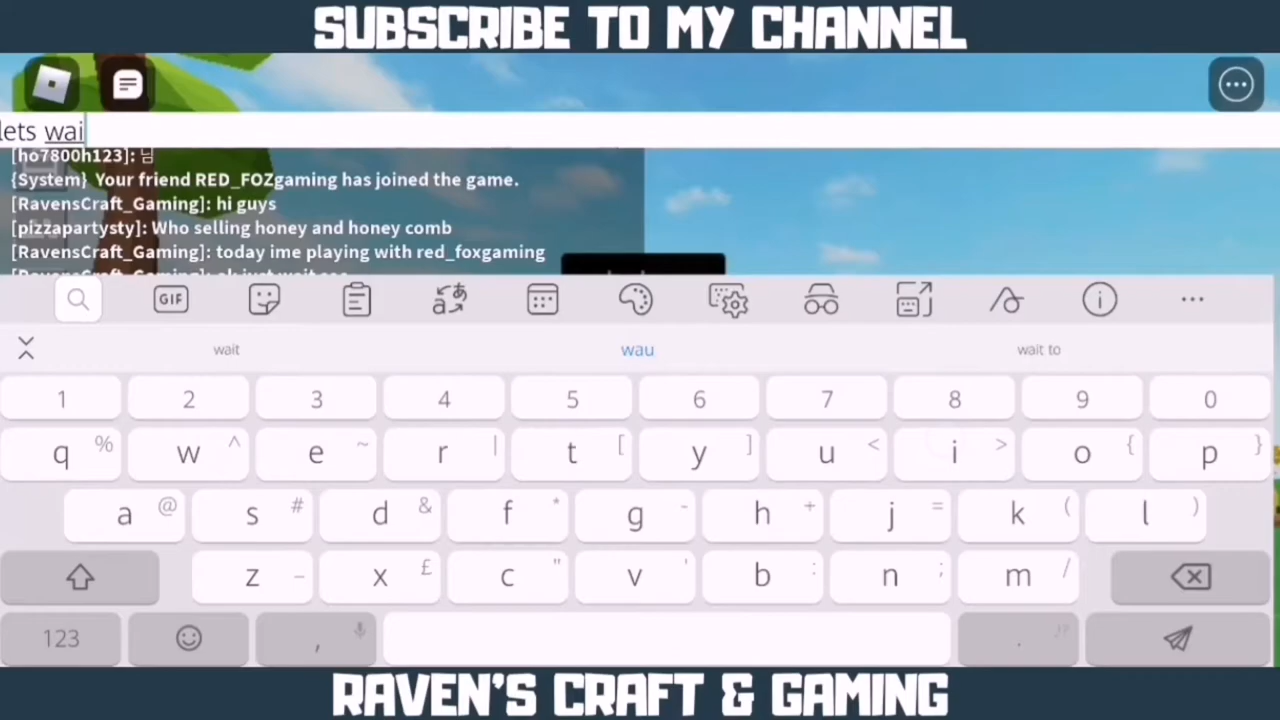 SUBSCRIBE TO MY CHANNEL
lets wai
[ho7800h123]: 님
{System} Your friend RED_FOZgaming has joined the game.
[RavensCraft_Gaming]: hi guys
[pizzapartysty]: Who selling honey and honey comb
[RavensCraft_Gaming]: today ime playing with red_foxgaming
GIF
wait wau wait to
1 2 3 4 5 6 7 8 9 0
q % w ^ e ~ r | t [ y ] u < i > o { p }
a @ s # d & f * g - h + j = k ( l )
z _ x £ c " v ' b : n ; m /
123 , . !?
RAVEN'S CRAFT & GAMING